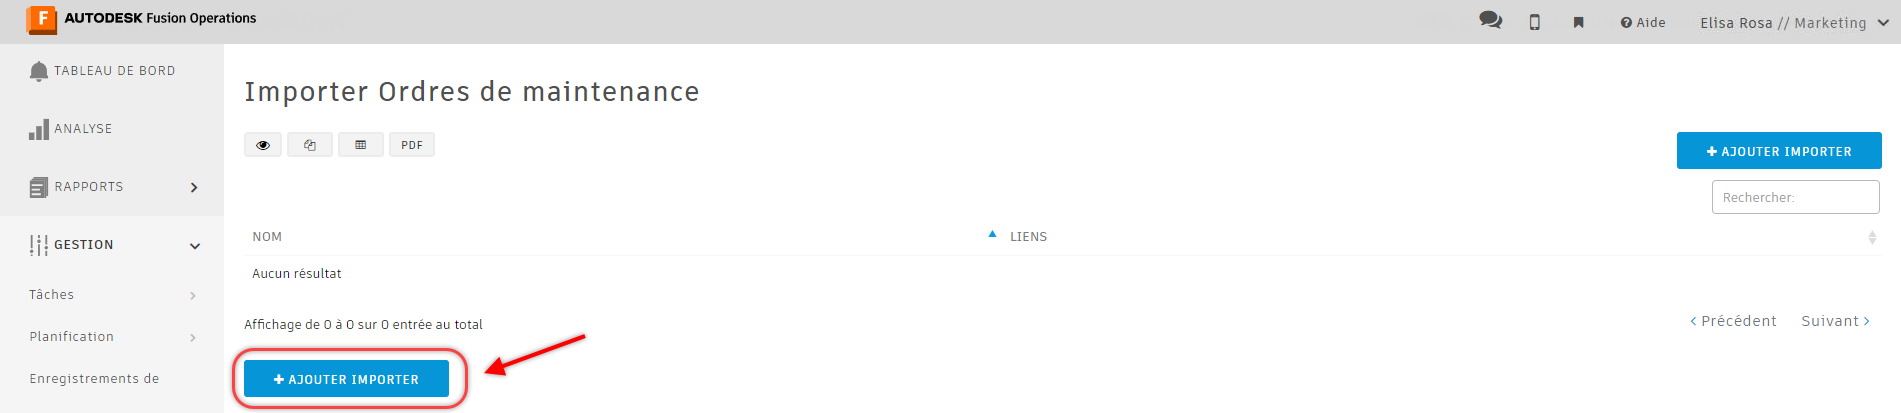 F AUTODESK Fusion Operations
Aide
Elisa Rosa // Marketing
TABLEAU DE BORD
ANALYSE
RAPPORTS
GESTION
Tâches
Planification
Enregistrements de
Importer Ordres de maintenance
PDF
+ AJOUTER IMPORTER
Rechercher:
NOM
LIENS
Aucun résultat
Affichage de 0 à 0 sur 0 entrée au total
< Précédent
Suivant >
+ AJOUTER IMPORTER